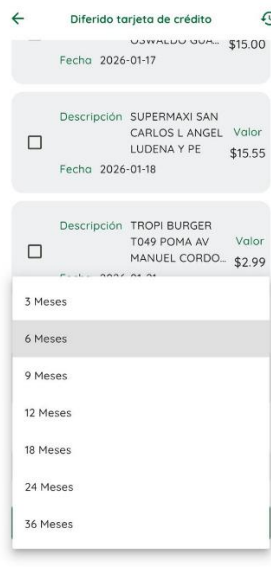 Diferido tarjeta de crédito
$15.00
Fecha 2026-01-17
Descripción SUPERMAXI SAN
CARLOS L ANGEL Valor
LUDENA Y PE $15.55
Fecha 2026-01-18
Descripción TROPI BURGER
T049 POMA AV Valor
MANUEL CORDO... $2.99
3 Meses
6 Meses
9 Meses
12 Meses
18 Meses
24 Meses
36 Meses